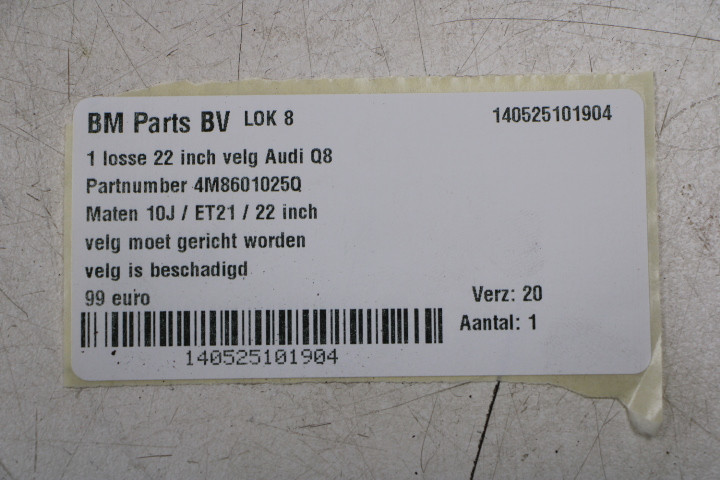 BM Parts BV LOK 8 140525101904
1 losse 22 inch velg Audi Q8
Partnumber 4M8601025Q
Maten 10J / ET21 / 22 inch
velg moet gericht worden
velg is beschadigd
99 euro Verz: 20
Aantal: 1
140525101904